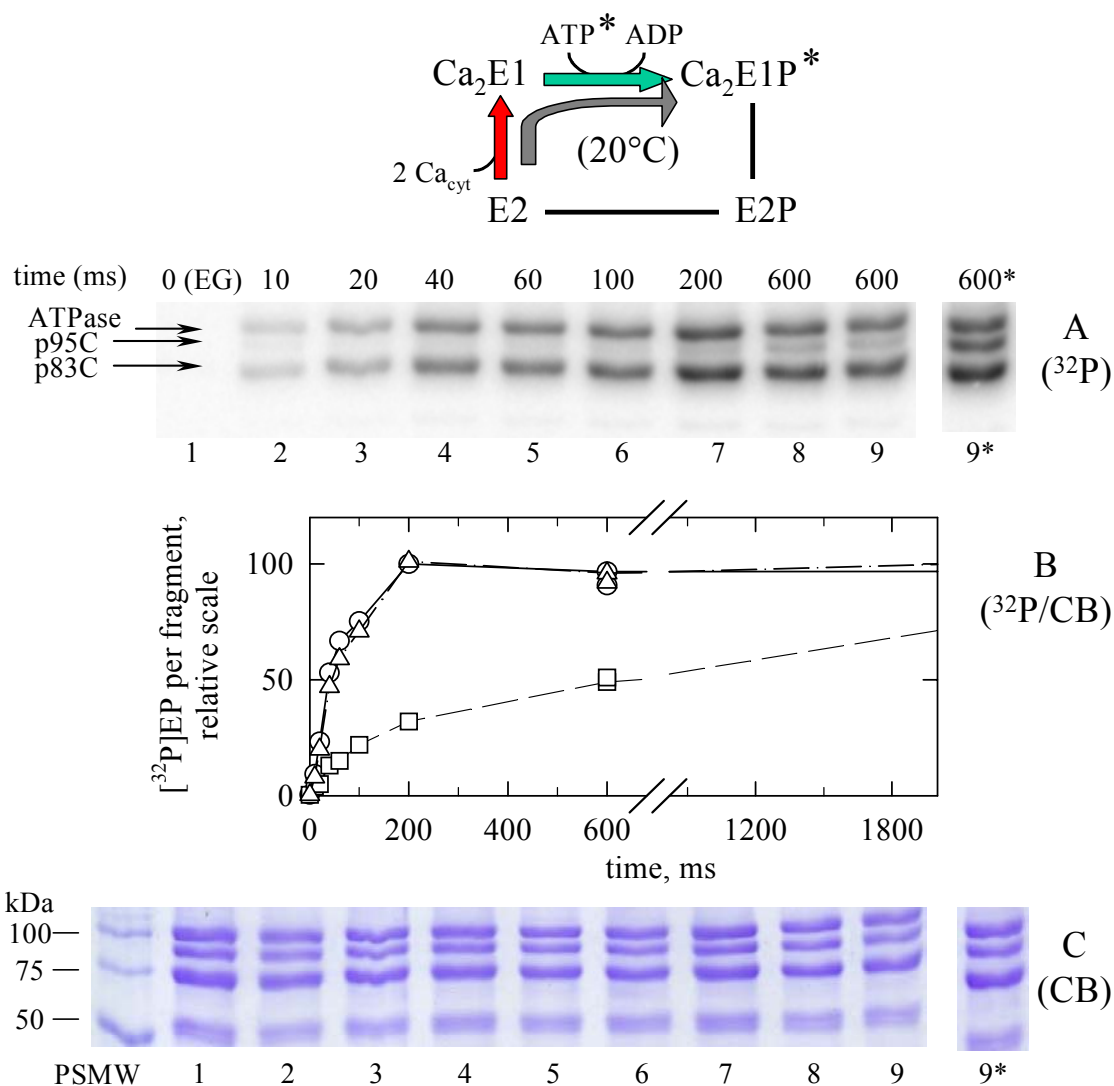 ATP* ADP
Ca₂E1 Ca₂E1P*
(20°C)
2 Ca_cyt
E2 E2P
time (ms) 0 (EG) 10 20 40 60 100 200 600 600 600*
ATPase
p95C
p83C
A
(³²P)
1 2 3 4 5 6 7 8 9 9*
[³²P]EP per fragment,
relative scale
100
50
0
B
(³²P/CB)
0 200 400 600 1200 1800
time, ms
kDa
100
75
50
C
(CB)
PSMW 1 2 3 4 5 6 7 8 9 9*